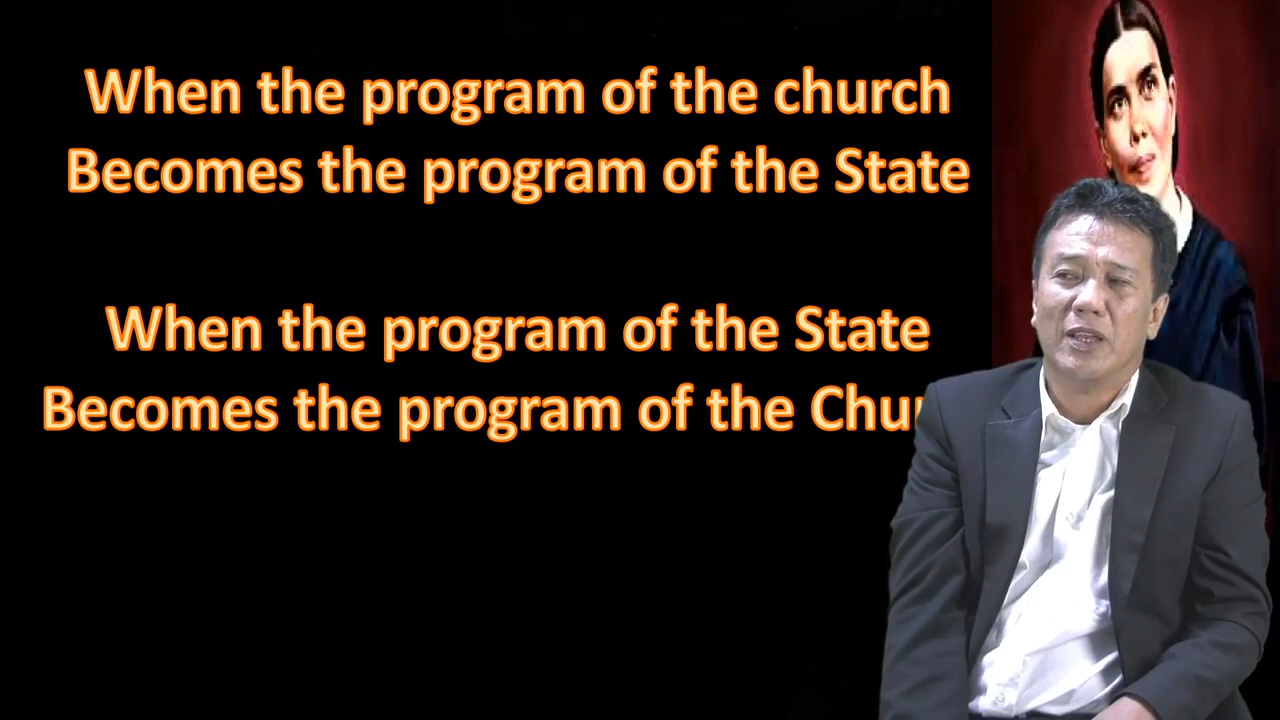 When the program of the church
Becomes the program of the State
When the program of the State
Becomes the program of the